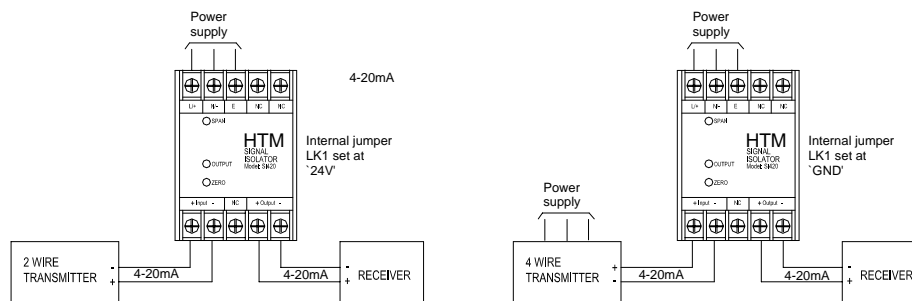 Power
supply
4-20mA
L/+ N/- E NC NC
SPAN
HTM
SIGNAL
ISOLATOR
Model: SI420
OUTPUT
ZERO
Internal jumper
LK1 set at
`24V'
+ Input - NC + Output -
2 WIRE
TRANSMITTER
-
+
4-20mA
4-20mA
-
+
RECEIVER
Power
supply
L/+ N/- E NC NC
SPAN
HTM
SIGNAL
ISOLATOR
Model: SI420
OUTPUT
ZERO
Internal jumper
LK1 set at
`GND'
Power
supply
+ Input - NC + Output -
4 WIRE
TRANSMITTER
+
-
4-20mA
4-20mA
-
+
RECEIVER